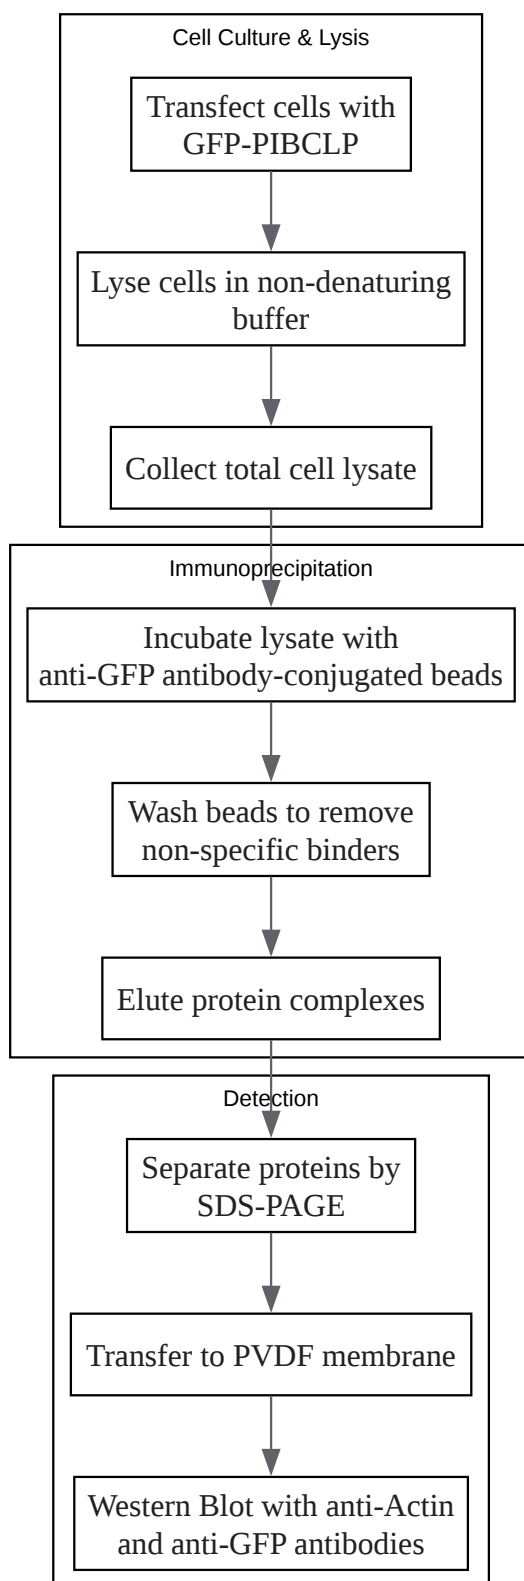 Cell Culture & Lysis
Transfect cells with
GFP-PIBCLP
Lyse cells in non-denaturing
buffer
Collect total cell lysate
Immunoprecipitation
Incubate lysate with
anti-GFP antibody-conjugated beads
Wash beads to remove
non-specific binders
Elute protein complexes
Detection
Separate proteins by
SDS-PAGE
Transfer to PVDF membrane
Western Blot with anti-Actin
and anti-GFP antibodies